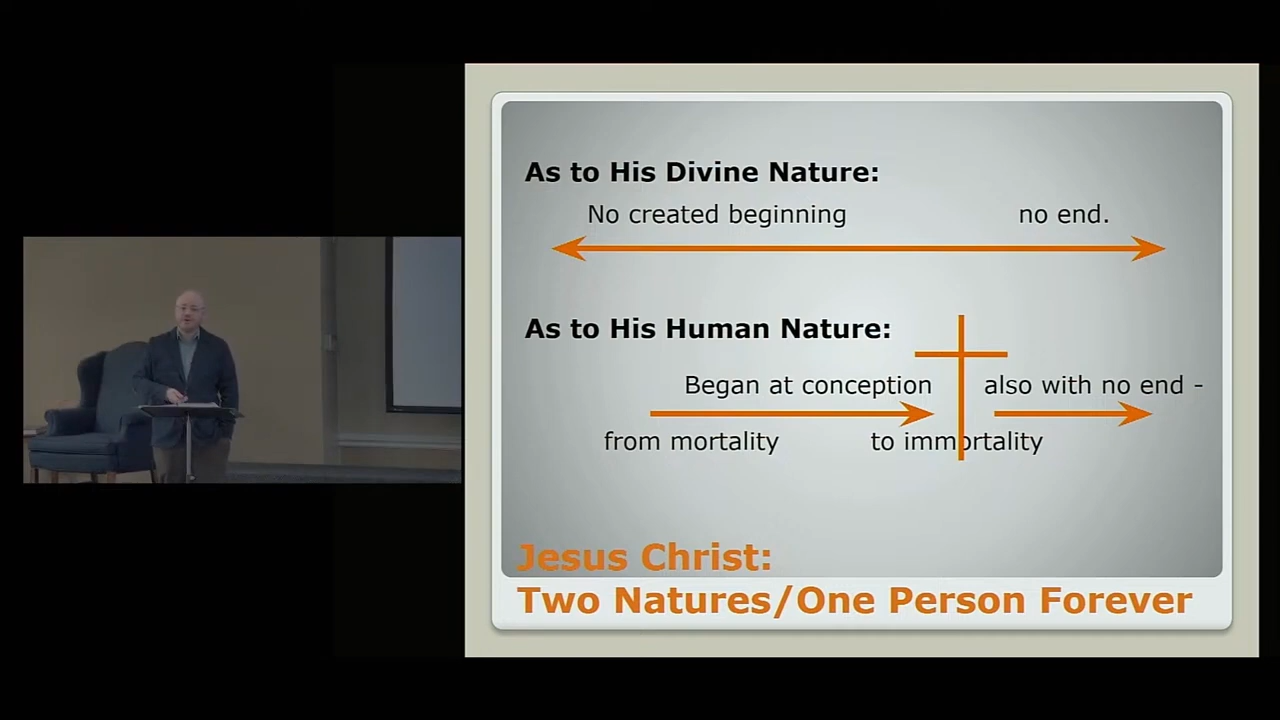 As to His Divine Nature:
No created beginning no end.
As to His Human Nature:
Began at conception also with no end -
from mortality to immortality
Jesus Christ:
Two Natures/One Person Forever